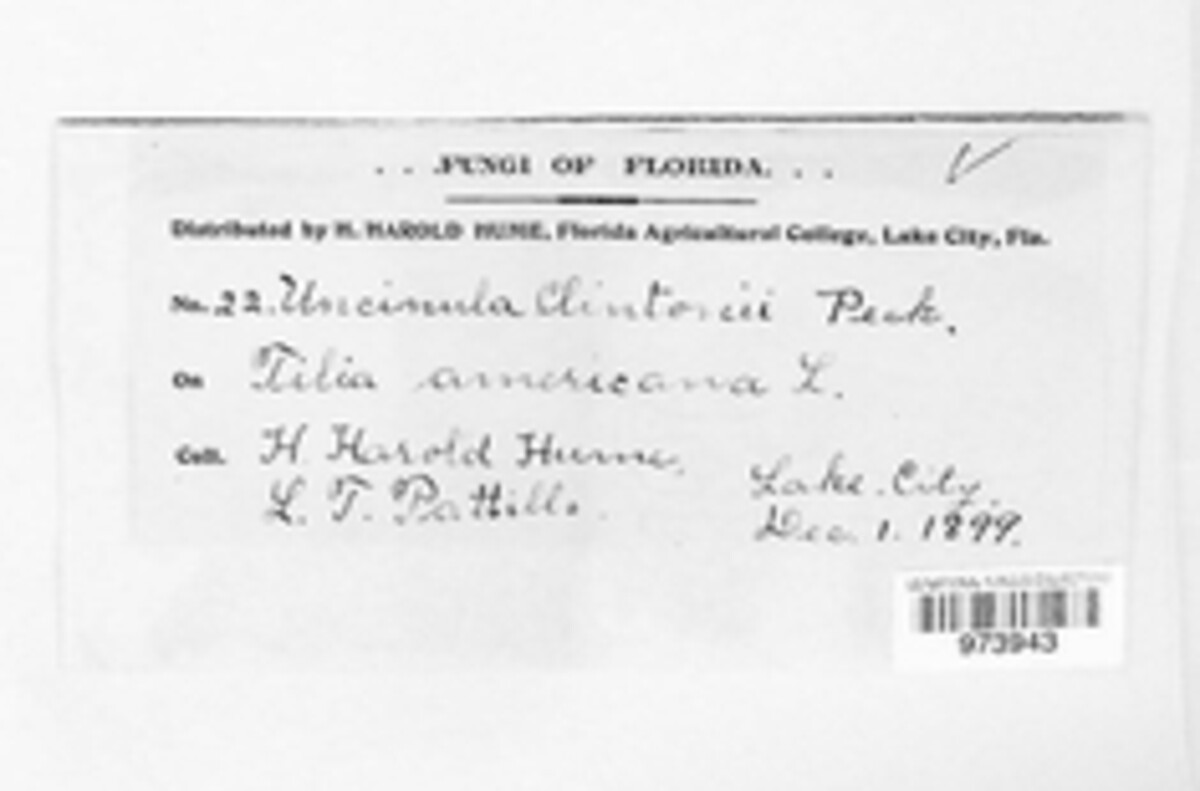 . . .FUNGI OF FLORIDA. . .
Distributed by H. HAROLD HUME, Florida Agricultural College, Lake City, Fla.
No. 22. Uncinula Clintonii Peck.
On Tilia americana L.
Coll. H. Harold Hume,
L. T. Pattillo.
Lake City.
Dec. 1. 1899.
973943